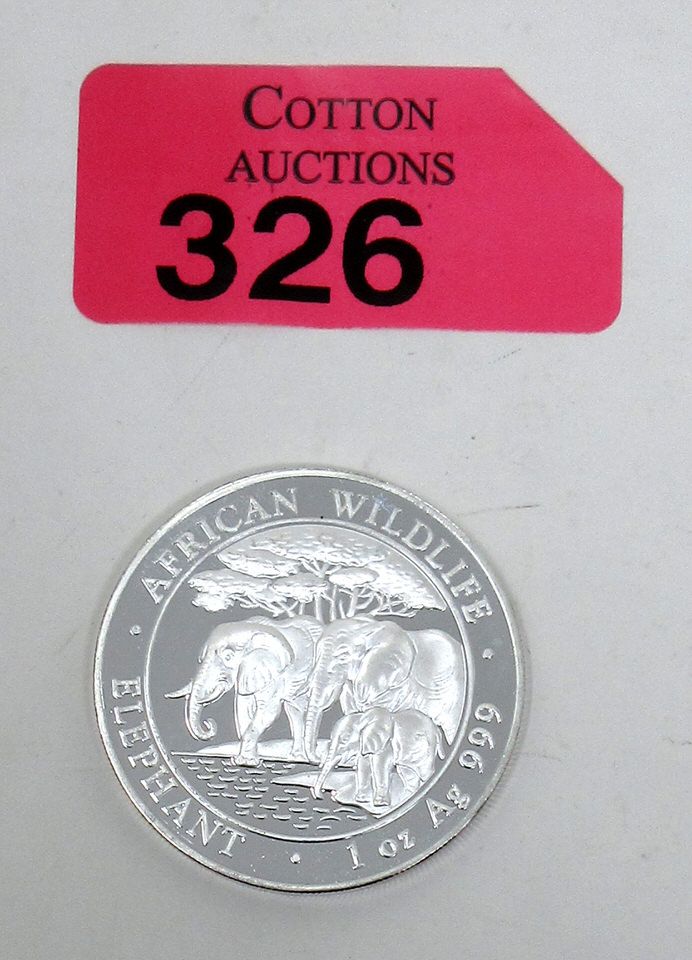 COTTON
AUCTIONS
326
AFRICAN WILDLIFE
ELEPHANT · 1 oz Ag 999